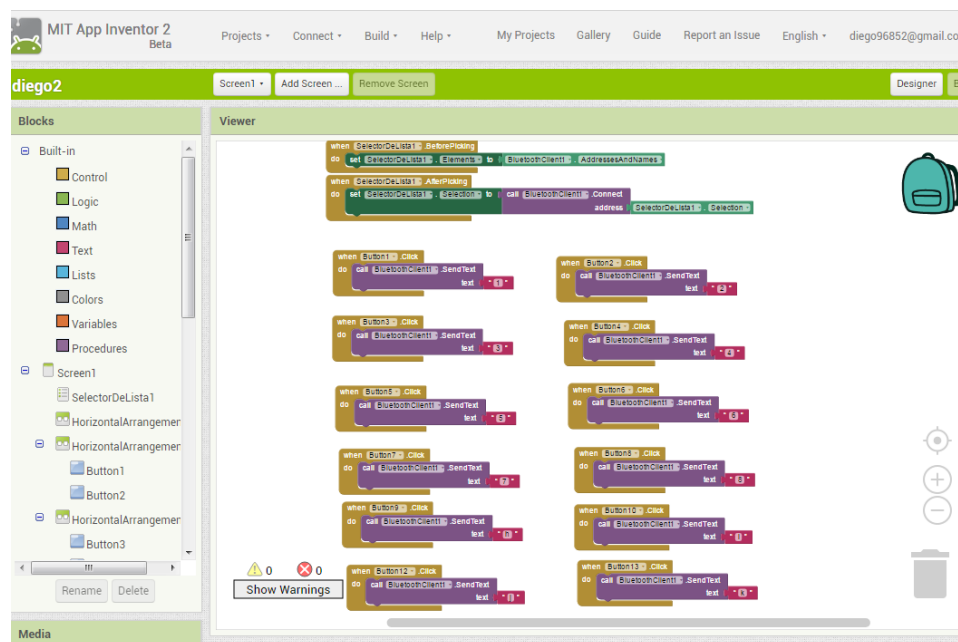 MIT App Inventor 2
Beta
Projects Connect Build Help My Projects Gallery Guide Report an Issue English diego96852@gmail.co
diego2 Screen1 Add Screen ... Remove Screen Designer
Blocks Viewer
Built-in
Control
Logic
Math
Text
Lists
Colors
Variables
Procedures
Screen1
SelectorDeLista1
HorizontalArrangemen
HorizontalArrangemen
Button1
Button2
HorizontalArrangemen
Button3
Rename Delete
Media
when SelectorDeLista1 .BeforePicking
do set SelectorDeLista1 . Elements to BluetoothClient1 . AddressesAndNames
when SelectorDeLista1 .AfterPicking
do set SelectorDeLista1 . Selection to call BluetoothClient1 .Connect
address SelectorDeLista1 . Selection
when Button1 .Click
do call BluetoothClient1 .SendText
text " 1 "
when Button2 .Click
do call BluetoothClient1 .SendText
text " 2 "
when Button3 .Click
do call BluetoothClient1 .SendText
text " 3 "
when Button4 .Click
do call BluetoothClient1 .SendText
text " 4 "
when Button5 .Click
do call BluetoothClient1 .SendText
text " 5 "
when Button6 .Click
do call BluetoothClient1 .SendText
text " 6 "
when Button7 .Click
do call BluetoothClient1 .SendText
text " 7 "
when Button8 .Click
do call BluetoothClient1 .SendText
text " 8 "
when Button9 .Click
do call BluetoothClient1 .SendText
text
when Button10 .Click
do call BluetoothClient1 .SendText
text
when Button12 .Click
do call BluetoothClient1 .SendText
text
when Button13 .Click
do call BluetoothClient1 .SendText
text
0 0
Show Warnings